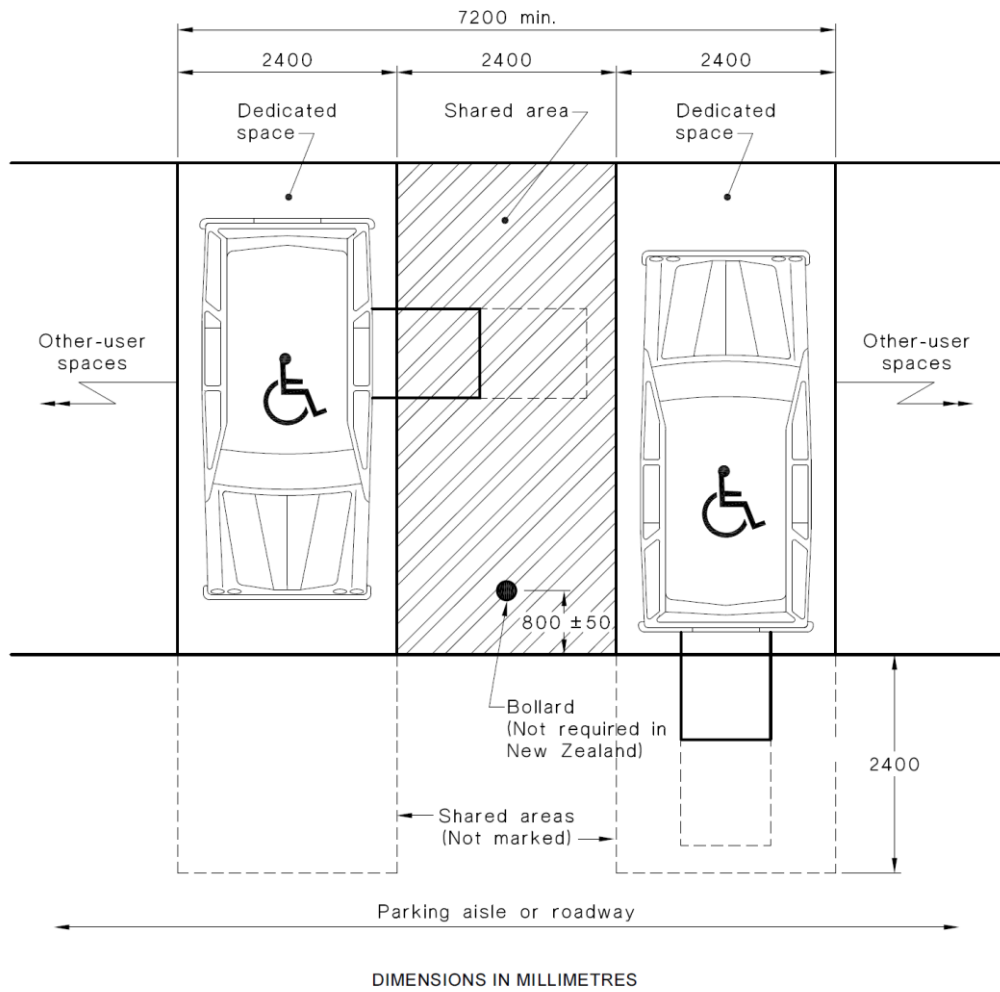 7200 min.
2400
2400
2400
Dedicated
space
Shared area
Dedicated
space
Other-user
spaces
Other-user
spaces
800 ±50
Bollard
(Not required in
New Zealand)
2400
Shared areas
(Not marked)
Parking aisle or roadway
DIMENSIONS IN MILLIMETRES